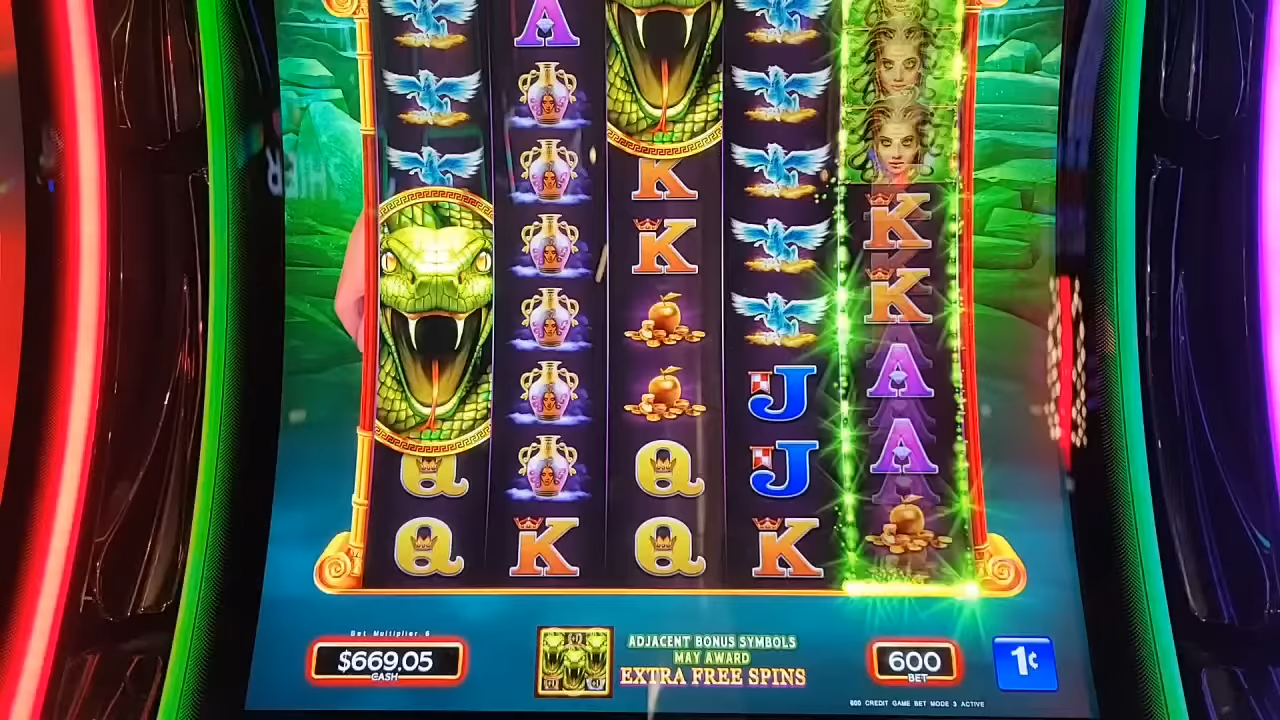 A
K
K
K
K
A
J
A
Q
Q
J
Q
K
Q
K
Bet Multiplier 6
$669.05
CASH
ADJACENT BONUS SYMBOLS
MAY AWARD
EXTRA FREE SPINS
600
BET
1¢
600 CREDIT GAME BET MODE 3 ACTIVE